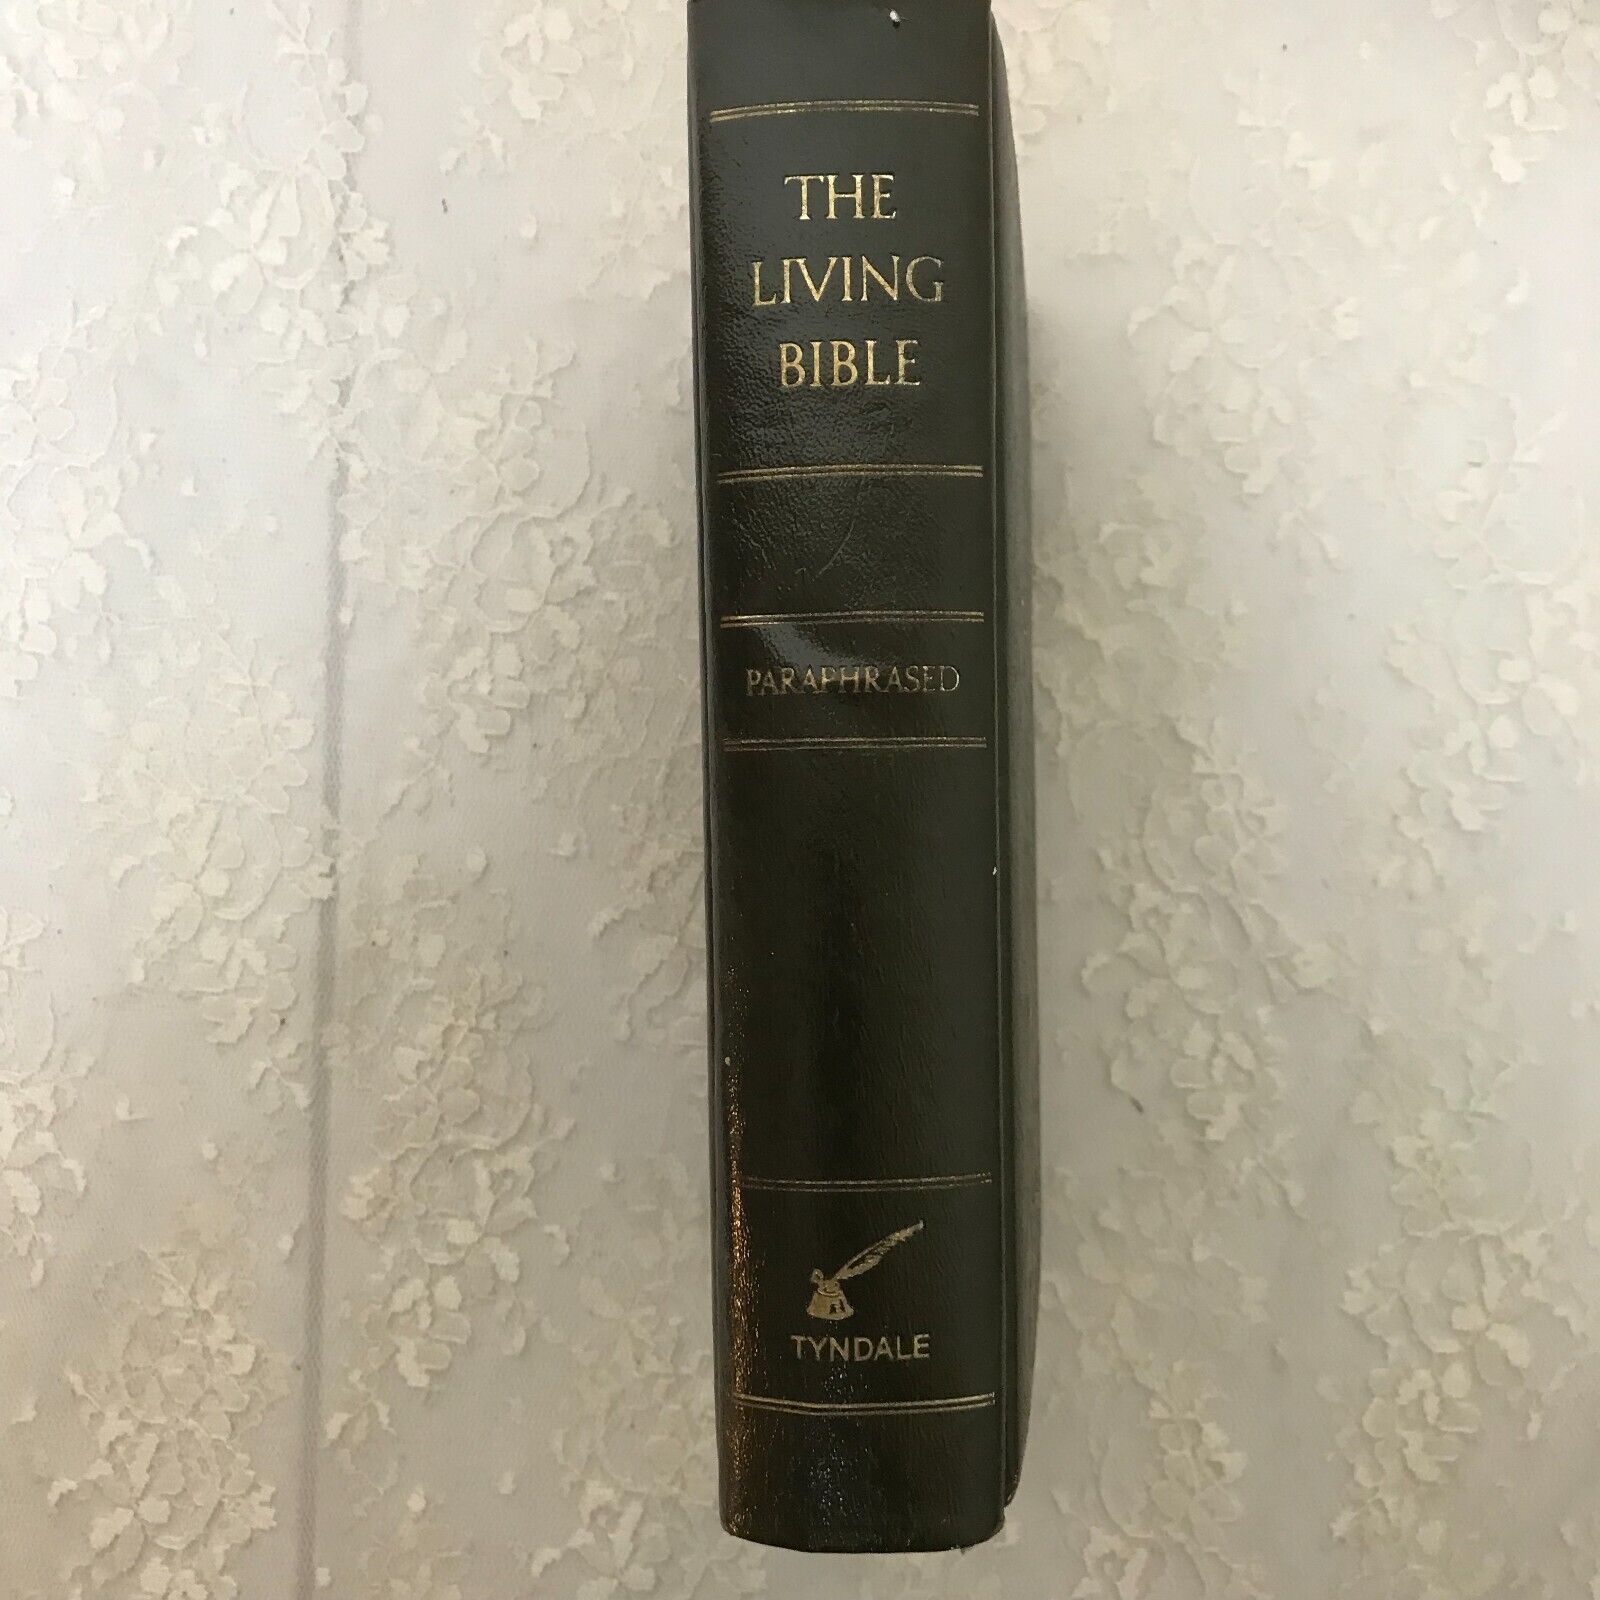 THE
LIVING
BIBLE
PARAPHRASED
TYNDALE